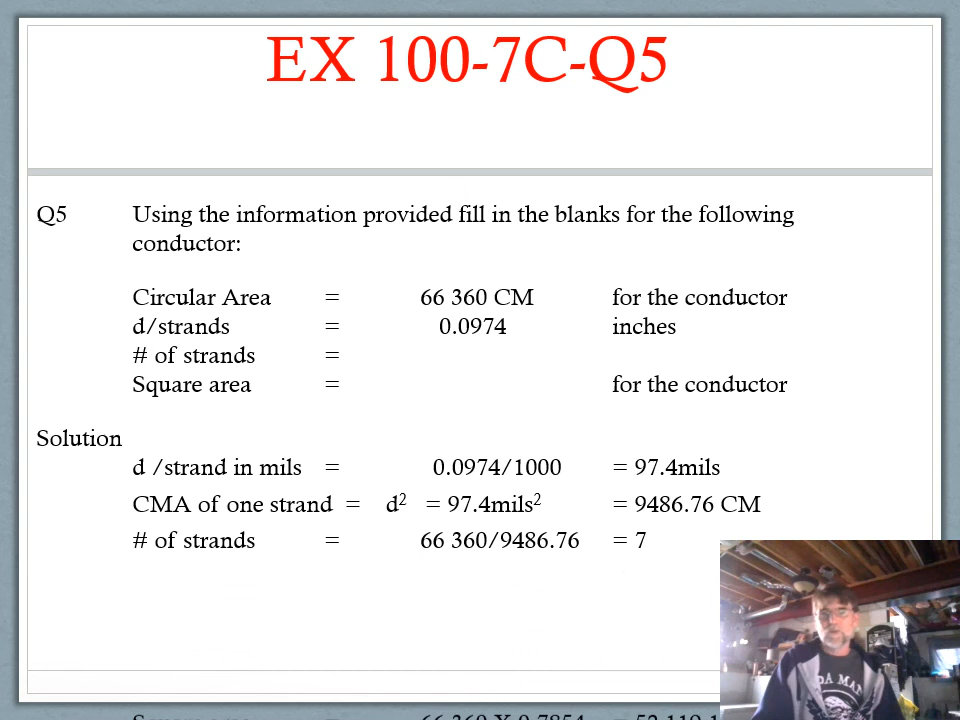 EX 100-7C-Q5
Q5 Using the information provided fill in the blanks for the following
conductor:
Circular Area = 66 360 CM for the conductor
d/strands = 0.0974 inches
# of strands =
Square area = for the conductor
Solution
d /strand in mils = 0.0974/1000 = 97.4mils
CMA of one strand = d² = 97.4mils² = 9486.76 CM
# of strands = 66 360/9486.76 = 7